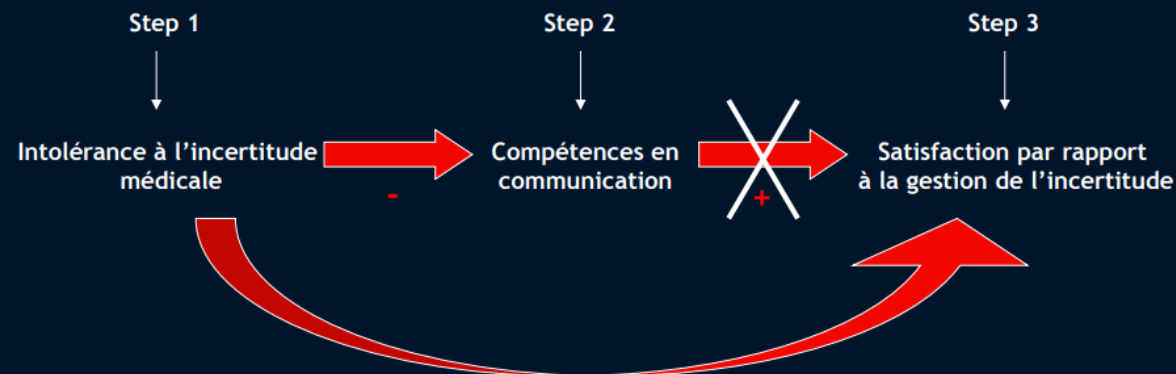 Step 1
Step 2
Step 3
Intolérance à l'incertitude
médicale
-
Compétences en
communication
+
Satisfaction par rapport
à la gestion de l'incertitude